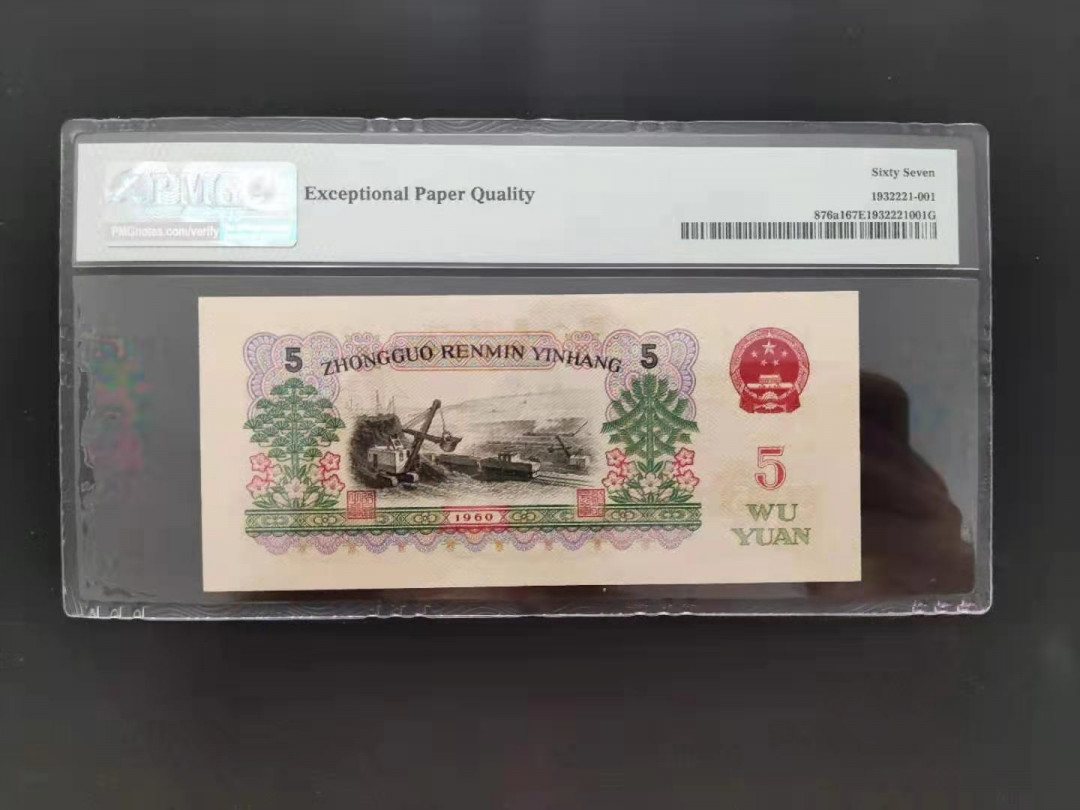 PMG
PMGnotes.com/verify
Exceptional Paper Quality
Sixty Seven
1932221-001
876a167E1932221001G
5 ZHONGGUO RENMIN YINHANG 5
5
WU
YUAN
1960